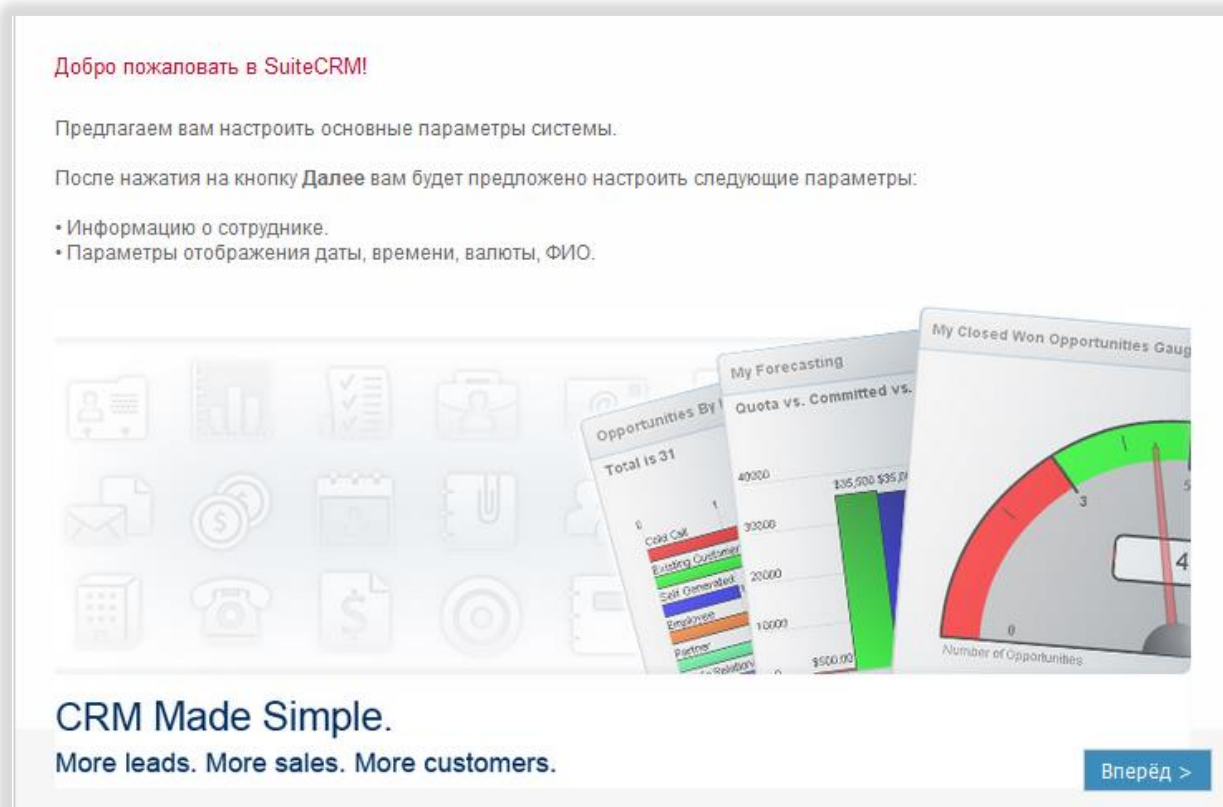 Добро пожаловать в SuiteCRM!
Предлагаем вам настроить основные параметры системы.
После нажатия на кнопку Далее вам будет предложено настроить следующие параметры:
• Информацию о сотруднике.
• Параметры отображения даты, времени, валюты, ФИО.
Opportunities By
Total is 31
0
1
Cold Call
Existing Customer
Self Generated
Employee
Partner
My Forecasting
Quota vs. Committed vs.
40000
30000
20000
10000
0
$500.00
$35,500
My Closed Won Opportunities Gaug
0
3
5
4
Number of Opportunities
CRM Made Simple.
More leads. More sales. More customers.
Вперёд >